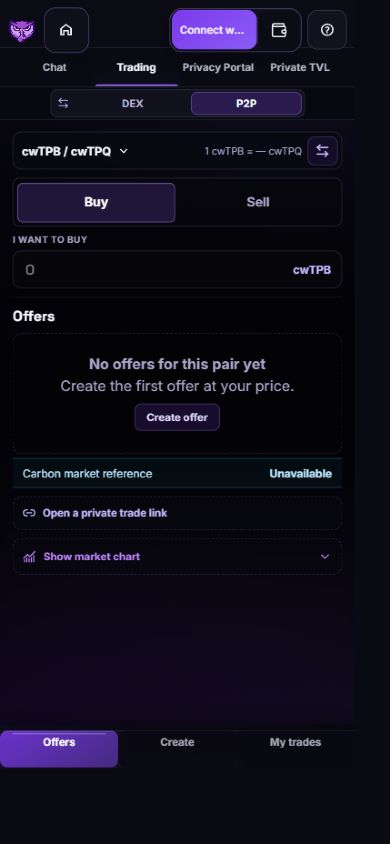 Connect w...
Chat Trading Privacy Portal Private TVL
DEX P2P
cwTPB / cwTPQ 1 cwTPB = — cwTPQ
Buy Sell
I WANT TO BUY
0 cwTPB
Offers
No offers for this pair yet
Create the first offer at your price.
Create offer
Carbon market reference Unavailable
Open a private trade link
Show market chart
Offers Create My trades